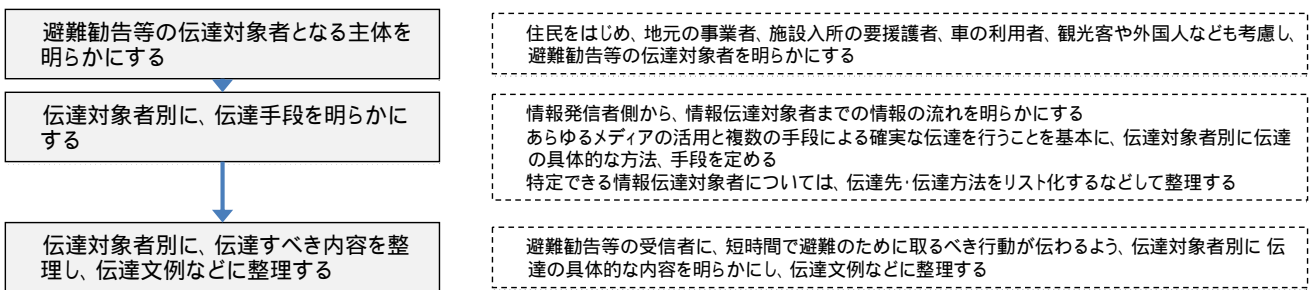 避難勧告等の伝達対象者となる主体を
明らかにする
住民をはじめ、地元の事業者、施設入所の要援護者、車の利用者、観光客や外国人なども考慮し、
避難勧告等の伝達対象者を明らかにする
伝達対象者別に、伝達手段を明らかに
する
情報発信者側から、情報伝達対象者までの情報の流れを明らかにする
あらゆるメディアの活用と複数の手段による確実な伝達を行うことを基本に、伝達対象者別に伝達
の具体的な方法、手段を定める
特定できる情報伝達対象者については、伝達先・伝達方法をリスト化するなどして整理する
伝達対象者別に、伝達すべき内容を整
理し、伝達文例などに整理する
避難勧告等の受信者に、短時間で避難のために取るべき行動が伝わるよう、伝達対象者別に 伝
達の具体的な内容を明らかにし、伝達文例などに整理する